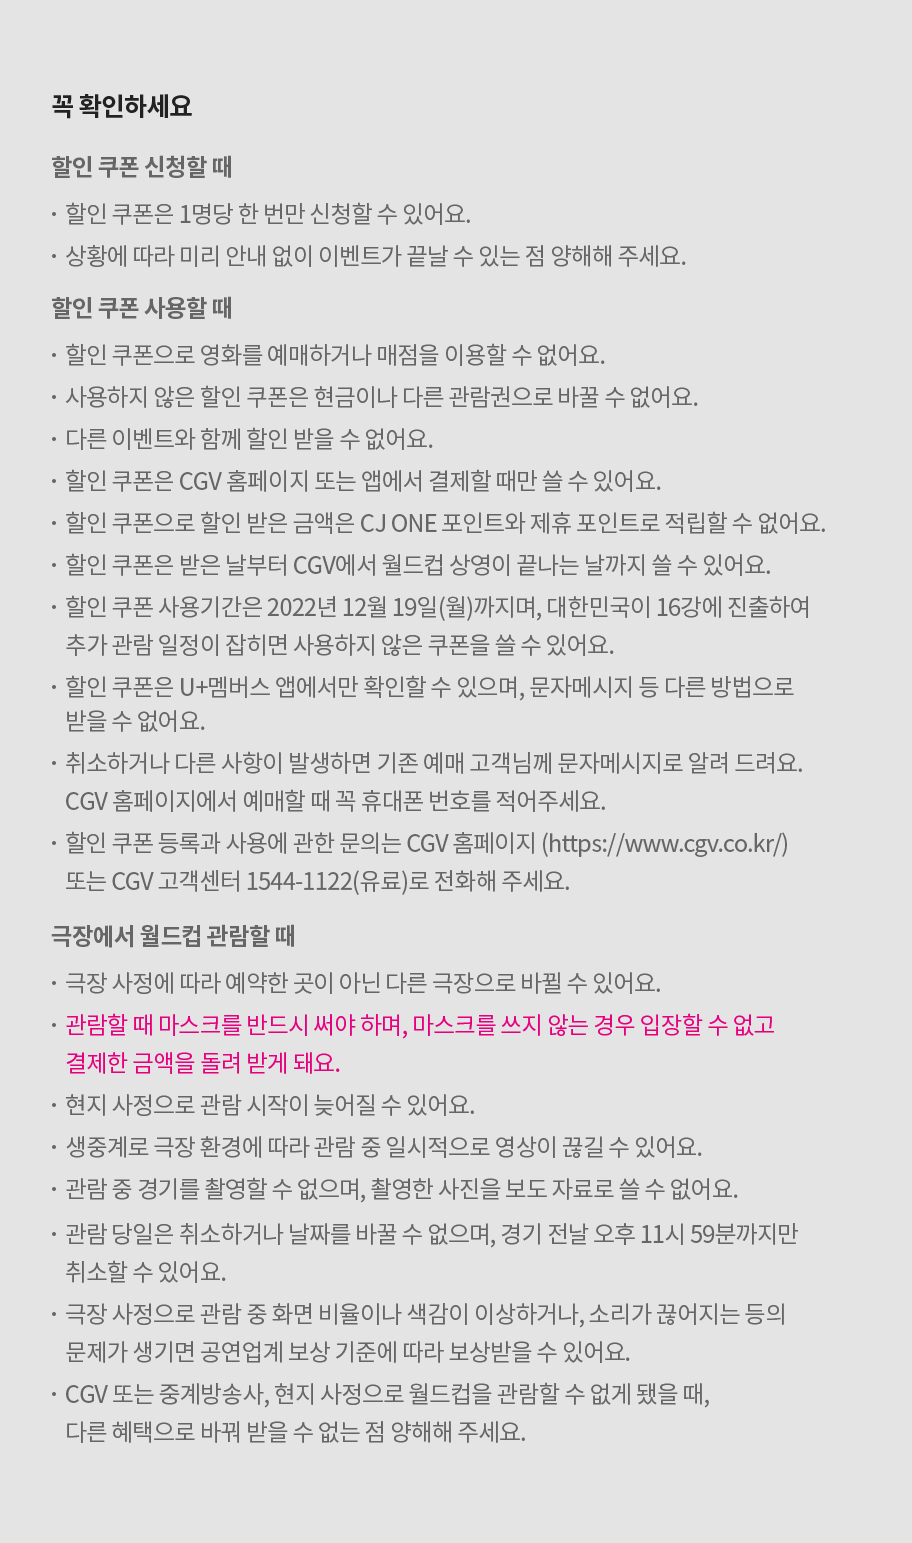 꼭 확인하세요
할인 쿠폰 신청할 때
· 할인 쿠폰은 1명당 한 번만 신청할 수 있어요.
· 상황에 따라 미리 안내 없이 이벤트가 끝날 수 있는 점 양해해 주세요.
할인 쿠폰 사용할 때
· 할인 쿠폰으로 영화를 예매하거나 매점을 이용할 수 없어요.
· 사용하지 않은 할인 쿠폰은 현금이나 다른 관람권으로 바꿀 수 없어요.
· 다른 이벤트와 함께 할인 받을 수 없어요.
· 할인 쿠폰은 CGV 홈페이지 또는 앱에서 결제할 때만 쓸 수 있어요.
· 할인 쿠폰으로 할인 받은 금액은 CJ ONE 포인트와 제휴 포인트로 적립할 수 없어요.
· 할인 쿠폰은 받은 날부터 CGV에서 월드컵 상영이 끝나는 날까지 쓸 수 있어요.
· 할인 쿠폰 사용기간은 2022년 12월 19일(월)까지며, 대한민국이 16강에 진출하여
추가 관람 일정이 잡히면 사용하지 않은 쿠폰을 쓸 수 있어요.
· 할인 쿠폰은 U+멤버스 앱에서만 확인할 수 있으며, 문자메시지 등 다른 방법으로
받을 수 없어요.
· 취소하거나 다른 사항이 발생하면 기존 예매 고객님께 문자메시지로 알려 드려요.
CGV 홈페이지에서 예매할 때 꼭 휴대폰 번호를 적어주세요.
· 할인 쿠폰 등록과 사용에 관한 문의는 CGV 홈페이지 (https://www.cgv.co.kr/)
또는 CGV 고객센터 1544-1122(유료)로 전화해 주세요.
극장에서 월드컵 관람할 때
· 극장 사정에 따라 예약한 곳이 아닌 다른 극장으로 바뀔 수 있어요.
· 관람할 때 마스크를 반드시 써야 하며, 마스크를 쓰지 않는 경우 입장할 수 없고
결제한 금액을 돌려 받게 돼요.
· 현지 사정으로 관람 시작이 늦어질 수 있어요.
· 생중계로 극장 환경에 따라 관람 중 일시적으로 영상이 끊길 수 있어요.
· 관람 중 경기를 촬영할 수 없으며, 촬영한 사진을 보도 자료로 쓸 수 없어요.
· 관람 당일은 취소하거나 날짜를 바꿀 수 없으며, 경기 전날 오후 11시 59분까지만
취소할 수 있어요.
· 극장 사정으로 관람 중 화면 비율이나 색감이 이상하거나, 소리가 끊어지는 등의
문제가 생기면 공연업계 보상 기준에 따라 보상받을 수 있어요.
· CGV 또는 중계방송사, 현지 사정으로 월드컵을 관람할 수 없게 됐을 때,
다른 혜택으로 바꿔 받을 수 없는 점 양해해 주세요.